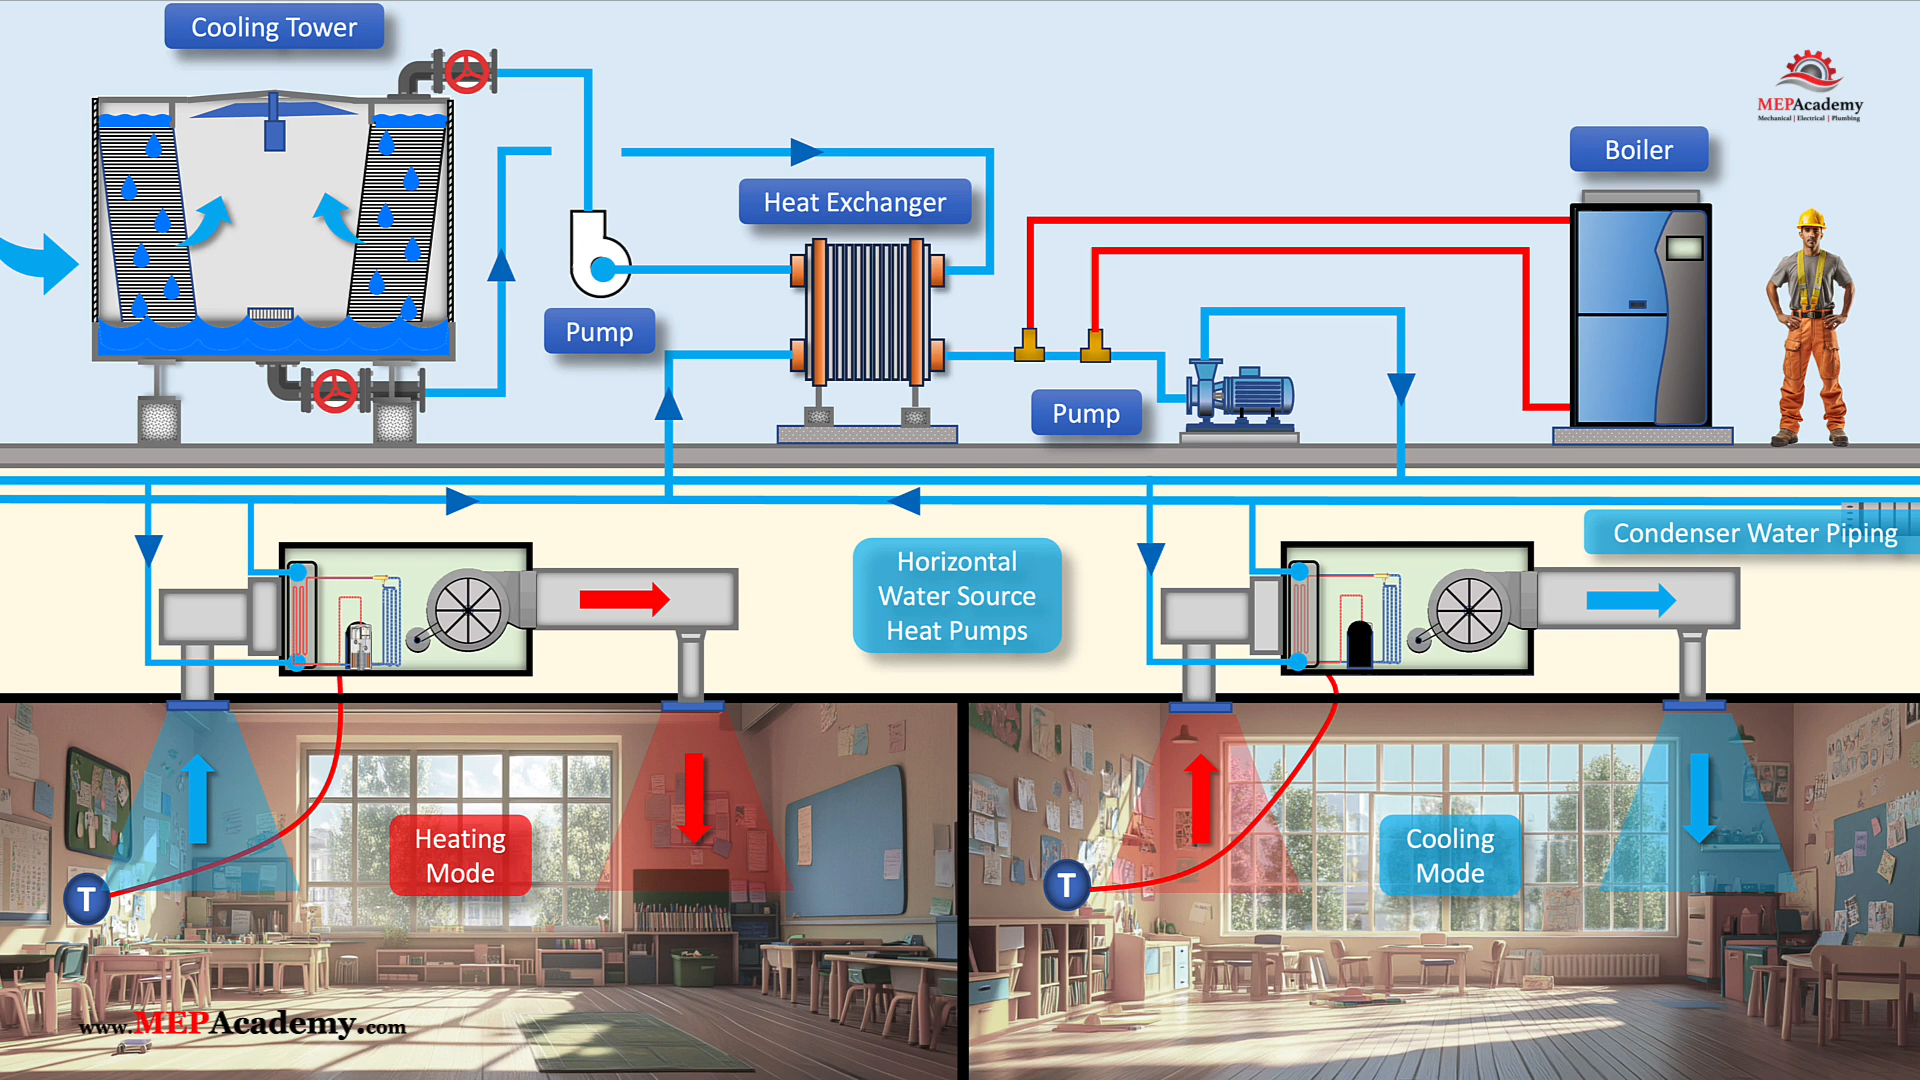 Cooling Tower
MEPAcademy
Mechanical | Electrical | Plumbing
Boiler
Heat Exchanger
Pump
Pump
Condenser Water Piping
Horizontal
Water Source
Heat Pumps
Heating
Mode
Cooling
Mode
T
T
www.MEPAcademy.com